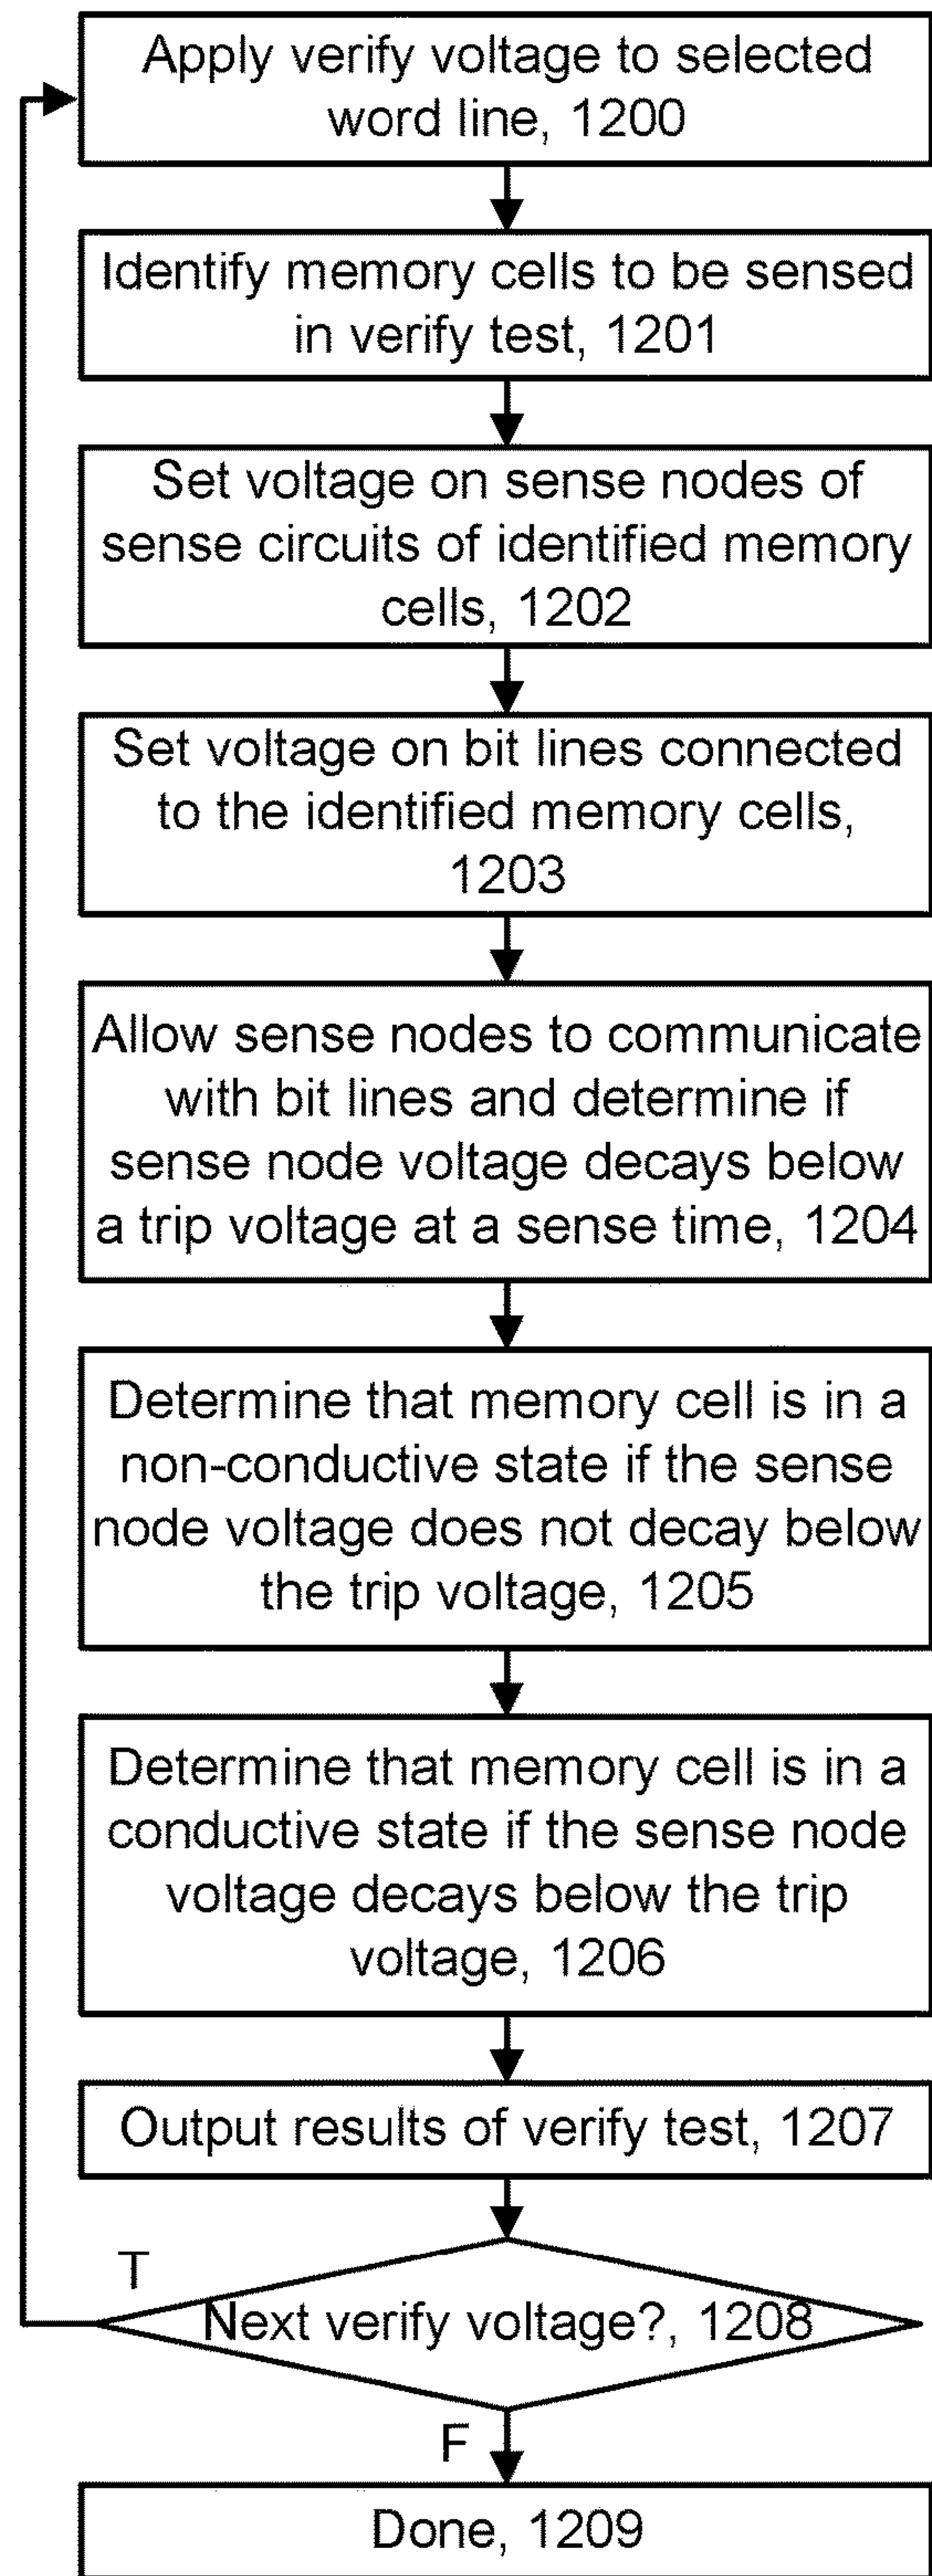 Apply verify voltage to selected
word line, 1200
Identify memory cells to be sensed
in verify test, 1201
Set voltage on sense nodes of
sense circuits of identified memory
cells, 1202
Set voltage on bit lines connected
to the identified memory cells,
1203
Allow sense nodes to communicate
with bit lines and determine if
sense node voltage decays below
a trip voltage at a sense time, 1204
Determine that memory cell is in a
non-conductive state if the sense
node voltage does not decay below
the trip voltage, 1205
Determine that memory cell is in a
conductive state if the sense node
voltage decays below the trip
voltage, 1206
Output results of verify test, 1207
T
Next verify voltage?, 1208
F
Done, 1209